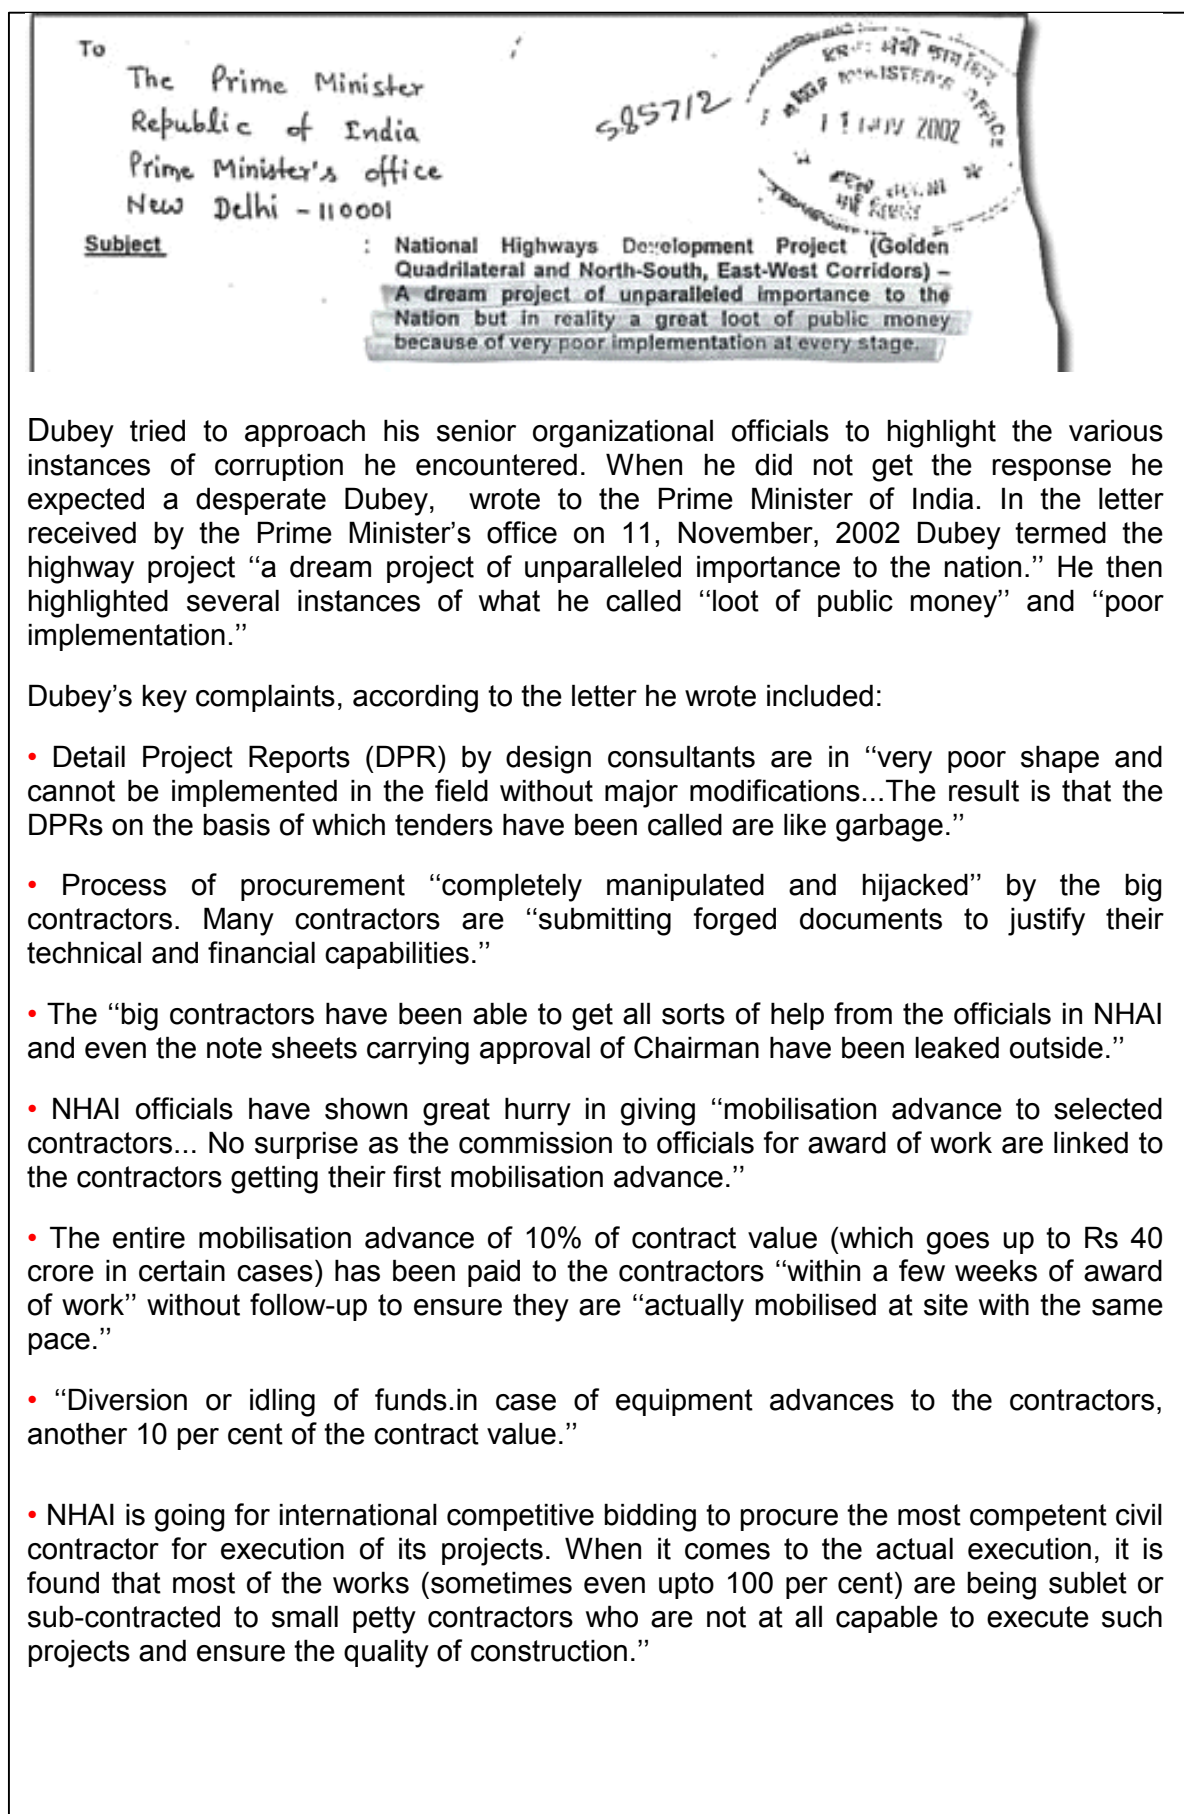 To
The Prime Minister
Republic of India
Prime Minister's office
New Delhi - 110001
585712
2002
Subject : National Highways Development Project (Golden
Quadrilateral and North-South, East-West Corridors) –
A dream project of unparalleled importance to the
Nation but in reality a great loot of public money
because of very poor implementation at every stage.
Dubey tried to approach his senior organizational officials to highlight the various
instances of corruption he encountered. When he did not get the response he
expected a desperate Dubey, wrote to the Prime Minister of India. In the letter
received by the Prime Minister’s office on 11, November, 2002 Dubey termed the
highway project ‘‘a dream project of unparalleled importance to the nation.’’ He then
highlighted several instances of what he called ‘‘loot of public money’’ and ‘‘poor
implementation.’’
Dubey’s key complaints, according to the letter he wrote included:
• Detail Project Reports (DPR) by design consultants are in ‘‘very poor shape and
cannot be implemented in the field without major modifications...The result is that the
DPRs on the basis of which tenders have been called are like garbage.’’
• Process of procurement ‘‘completely manipulated and hijacked’’ by the big
contractors. Many contractors are ‘‘submitting forged documents to justify their
technical and financial capabilities.’’
• The ‘‘big contractors have been able to get all sorts of help from the officials in NHAI
and even the note sheets carrying approval of Chairman have been leaked outside.’’
• NHAI officials have shown great hurry in giving ‘‘mobilisation advance to selected
contractors... No surprise as the commission to officials for award of work are linked to
the contractors getting their first mobilisation advance.’’
• The entire mobilisation advance of 10% of contract value (which goes up to Rs 40
crore in certain cases) has been paid to the contractors ‘‘within a few weeks of award
of work’’ without follow-up to ensure they are ‘‘actually mobilised at site with the same
pace.’’
• ‘‘Diversion or idling of funds.in case of equipment advances to the contractors,
another 10 per cent of the contract value.’’
• NHAI is going for international competitive bidding to procure the most competent civil
contractor for execution of its projects. When it comes to the actual execution, it is
found that most of the works (sometimes even upto 100 per cent) are being sublet or
sub-contracted to small petty contractors who are not at all capable to execute such
projects and ensure the quality of construction.’’